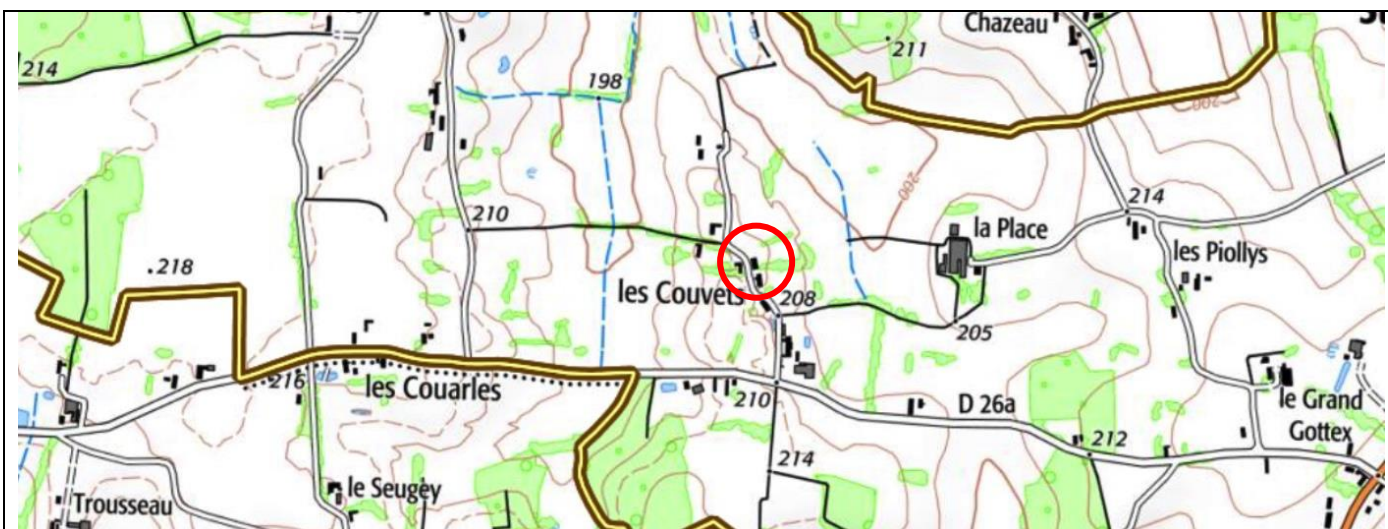 Chazeau
211
214
198
200
200
210
214
la Place
les Piollys
218
les Couvets
208
205
216
les Couarles
210
D 26a
le Grand
Gottex
212
214
le Seugey
Trousseau